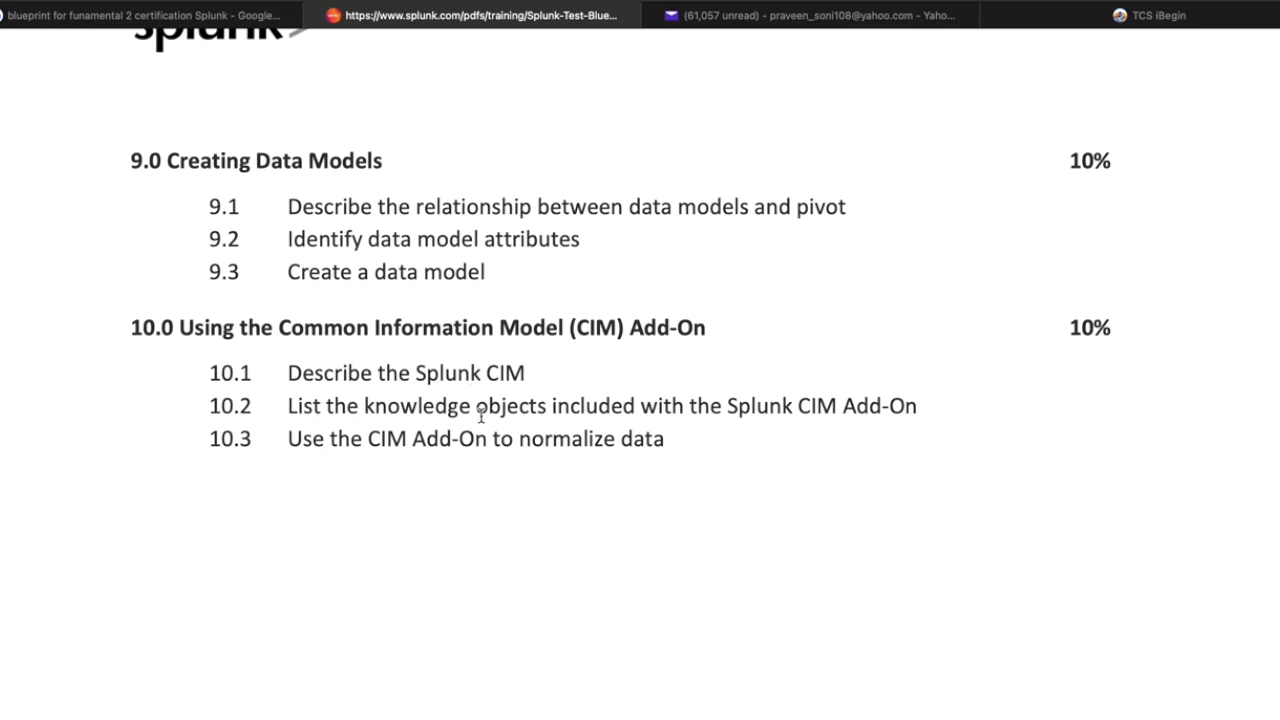 blueprint for funamental 2 certification Splunk - Google...
https://www.splunk.com/pdfs/training/Splunk-Test-Blue...
(61,057 unread) - praveen_soni108@yahoo.com - Yaho...
TCS iBegin
splunk>
9.0 Creating Data Models 10%
9.1 Describe the relationship between data models and pivot
9.2 Identify data model attributes
9.3 Create a data model
10.0 Using the Common Information Model (CIM) Add-On 10%
10.1 Describe the Splunk CIM
10.2 List the knowledge objects included with the Splunk CIM Add-On
10.3 Use the CIM Add-On to normalize data